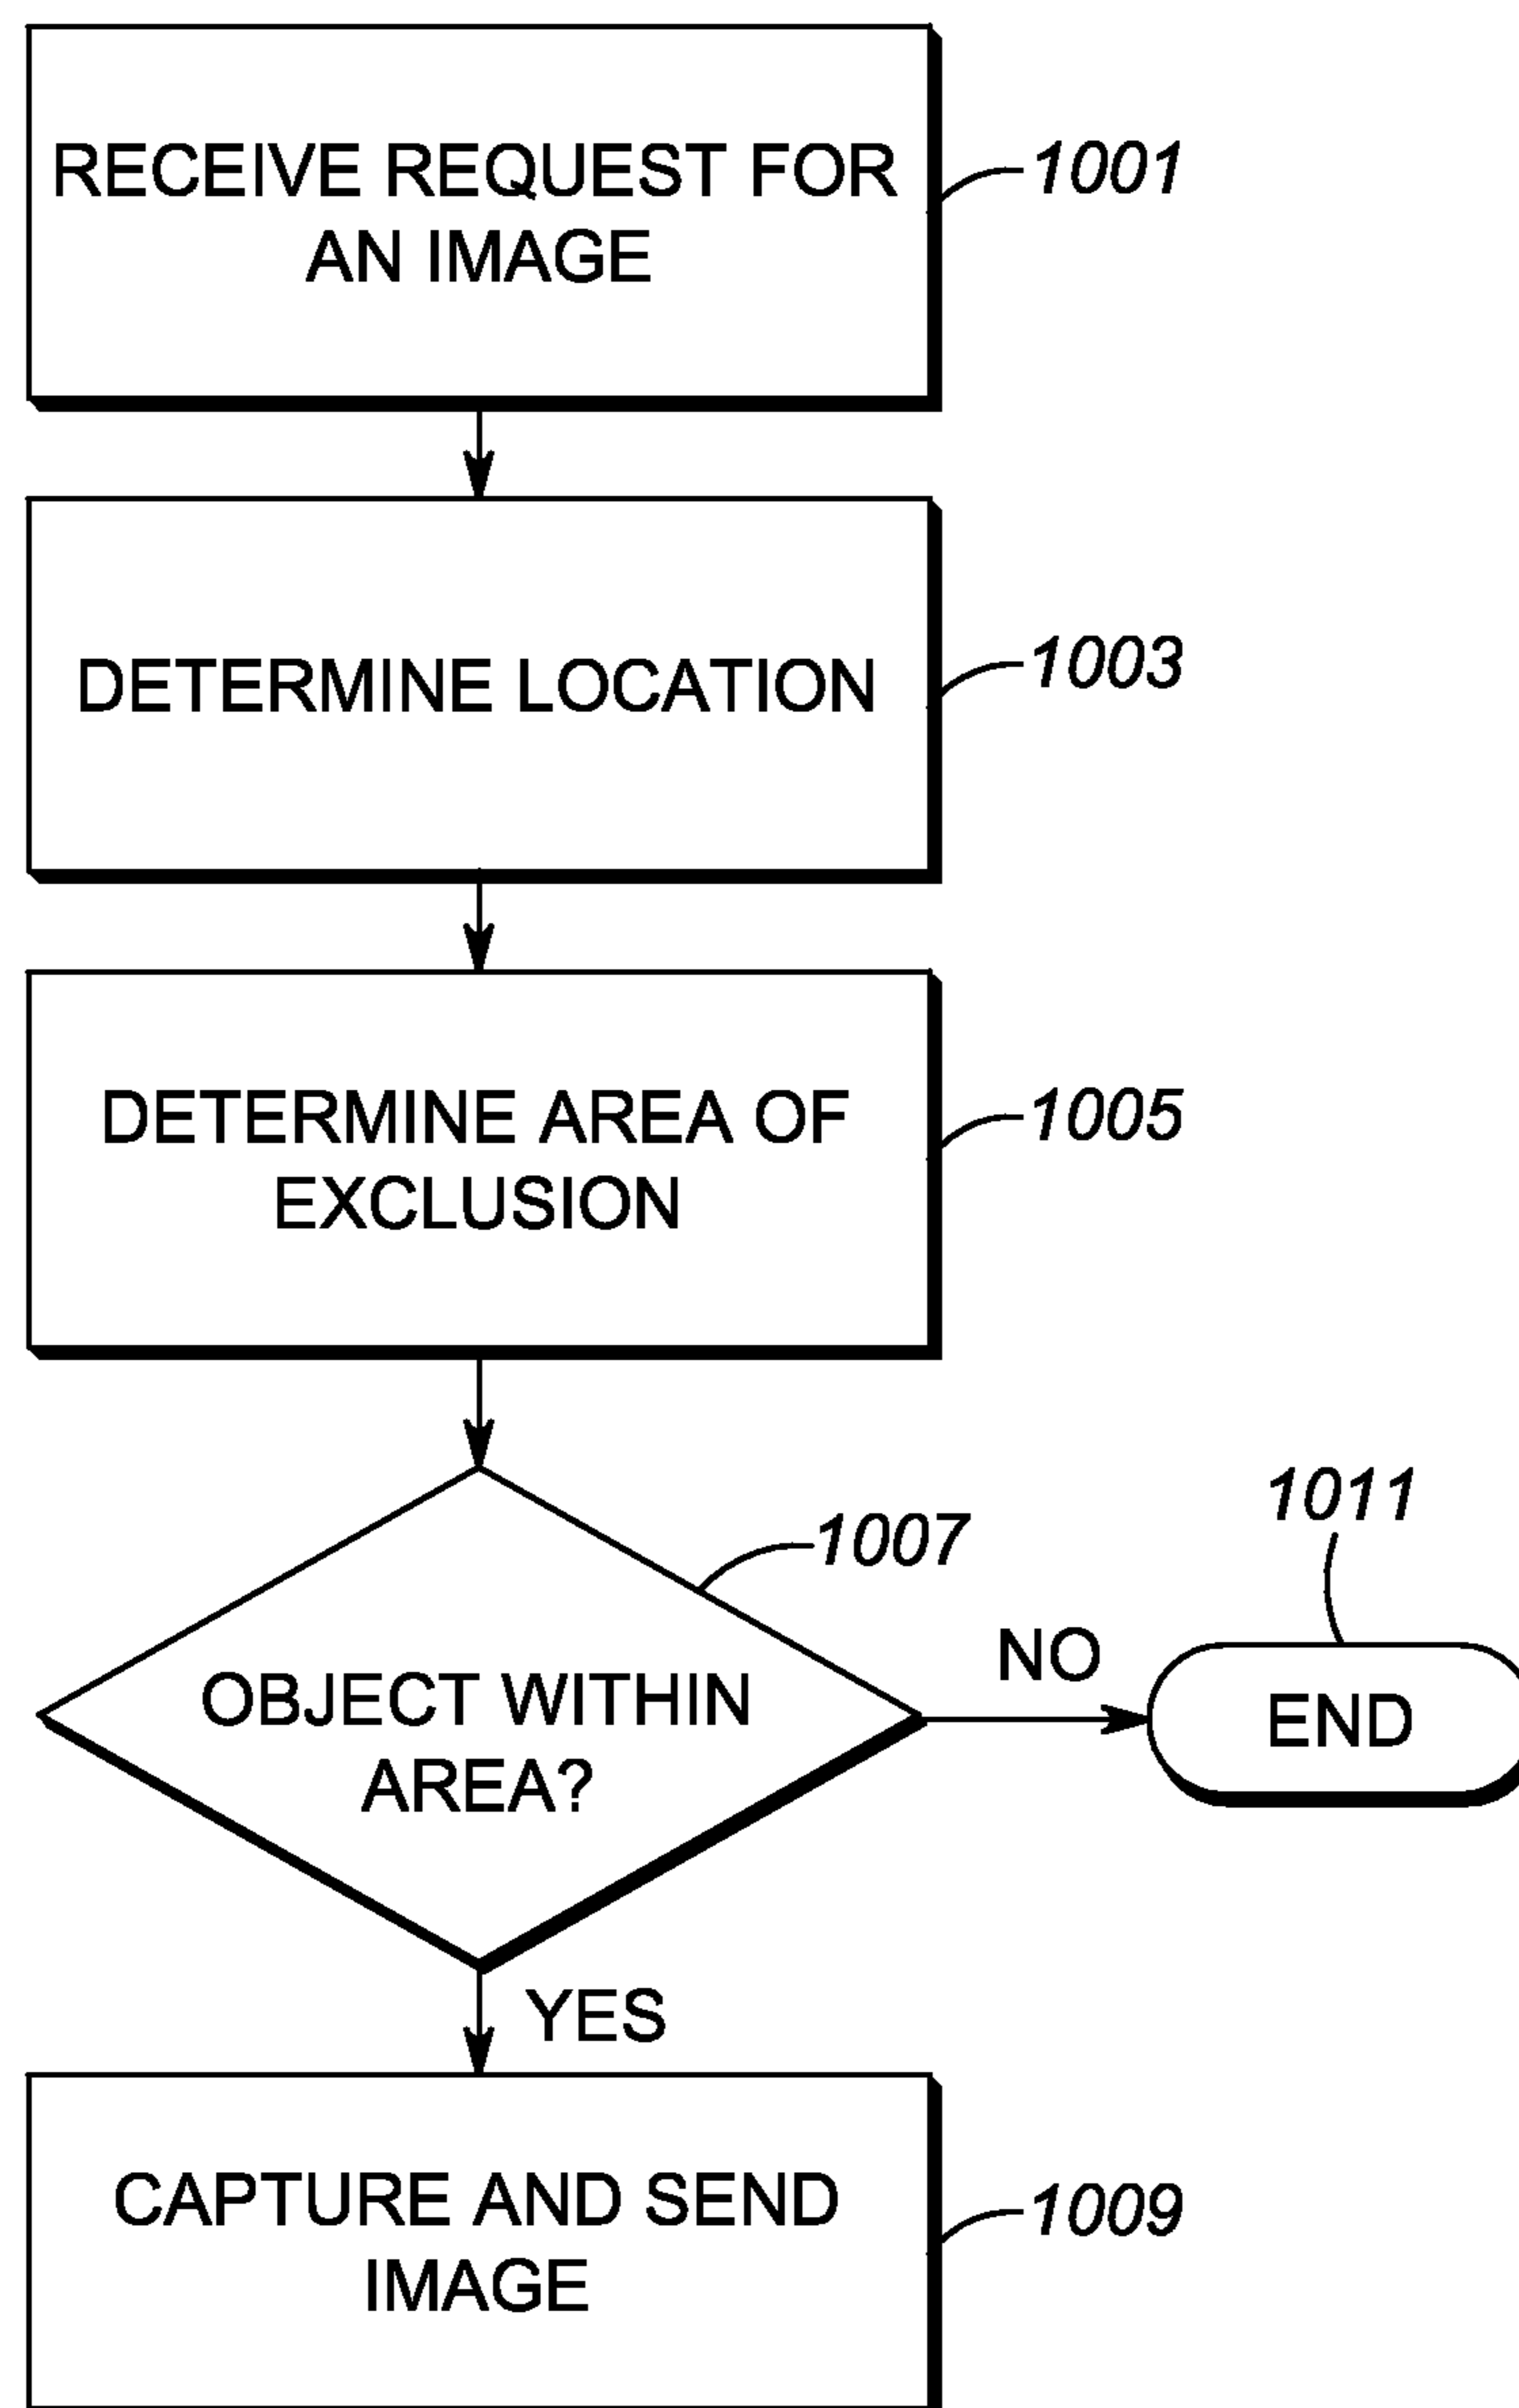 RECEIVE REQUEST FOR
AN IMAGE
1001
DETERMINE LOCATION
1003
DETERMINE AREA OF
EXCLUSION
1005
1007
1011
OBJECT WITHIN
AREA?
NO
END
YES
CAPTURE AND SEND
IMAGE
1009